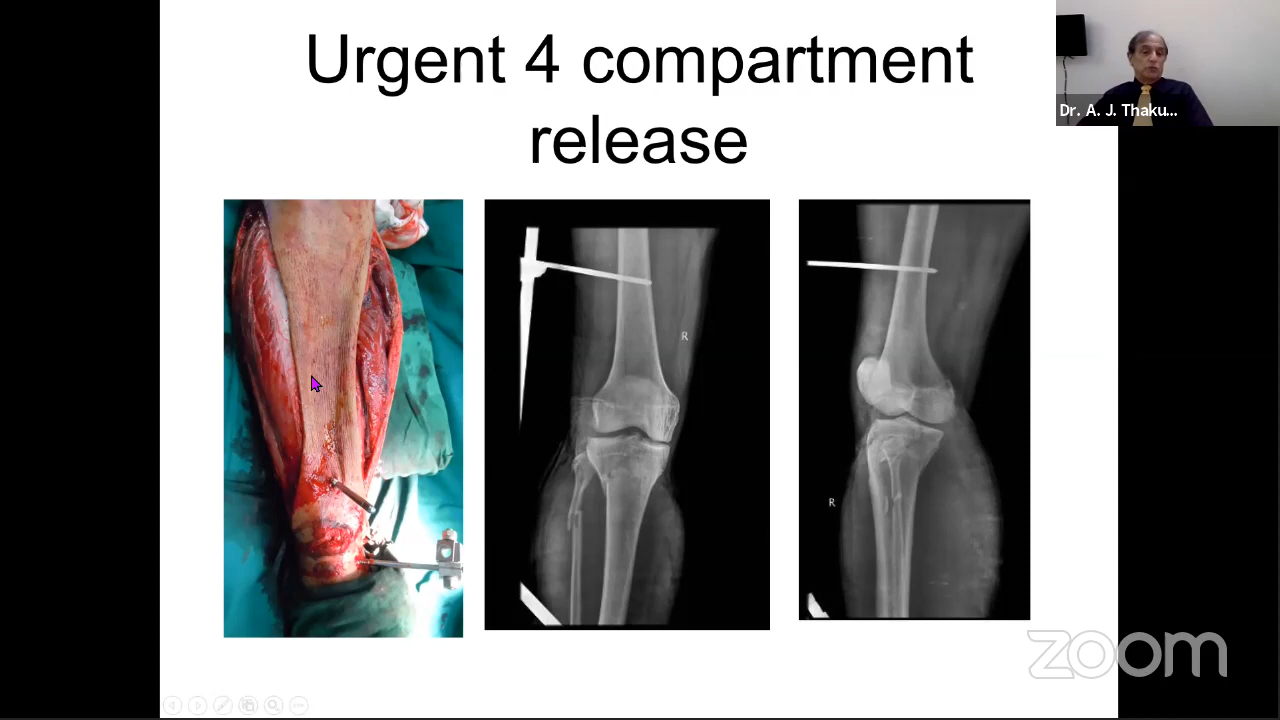 Urgent 4 compartment
release
Dr. A. J. Thaku...
R
R
zoom